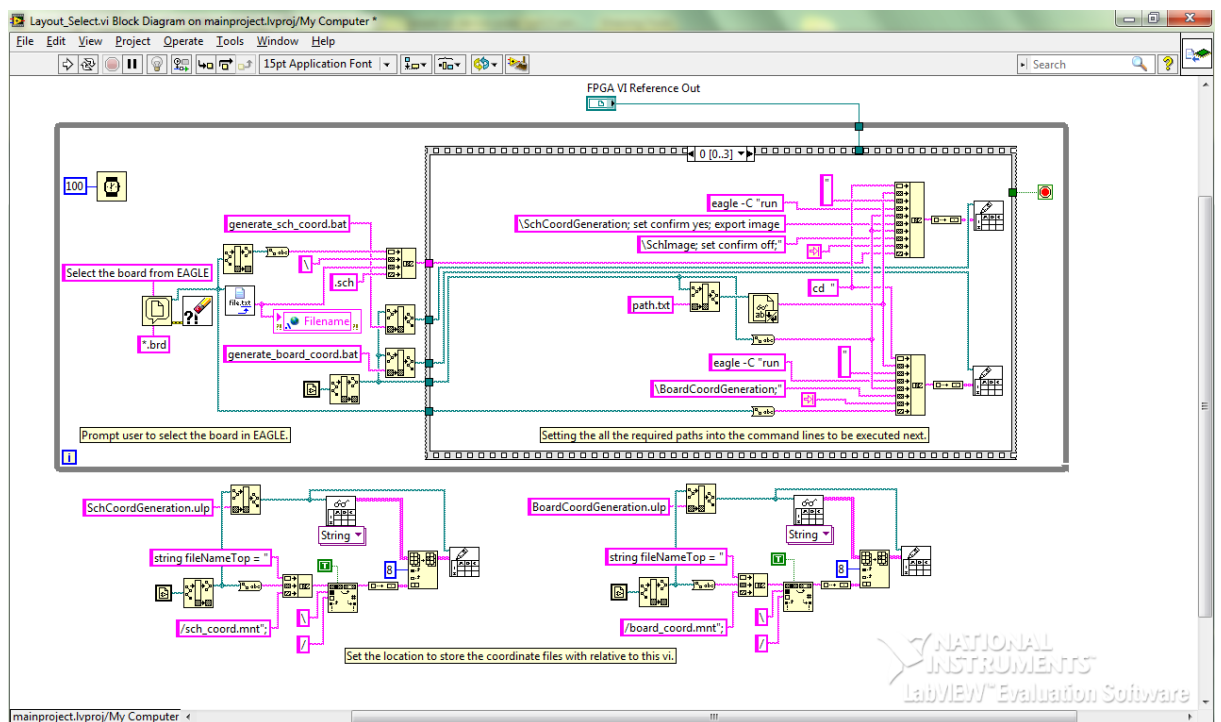 Layout_Select.vi Block Diagram on mainproject.lvproj/My Computer *
File Edit View Project Operate Tools Window Help
15pt Application Font
Search
FPGA VI Reference Out
0 [0..3]
100
"
eagle -C "run
\SchCoordGeneration; set confirm yes; export image
\SchImage; set confirm off;"
generate_sch_coord.bat
\
Select the board from EAGLE
.sch
cd "
file.txt
path.txt
Filename
*.brd
generate_board_coord.bat
"
eagle -C "run
\BoardCoordGeneration;"
Prompt user to select the board in EAGLE.
Setting the all the required paths into the command lines to be executed next.
i
SchCoordGeneration.ulp
String
string fileNameTop = "
T
8
\
/sch_coord.mnt";
/
BoardCoordGeneration.ulp
String
string fileNameTop = "
T
8
\
/board_coord.mnt";
/
Set the location to store the coordinate files with relative to this vi.
NATIONAL
INSTRUMENTS
LabVIEW™ Evaluation Software
mainproject.lvproj/My Computer